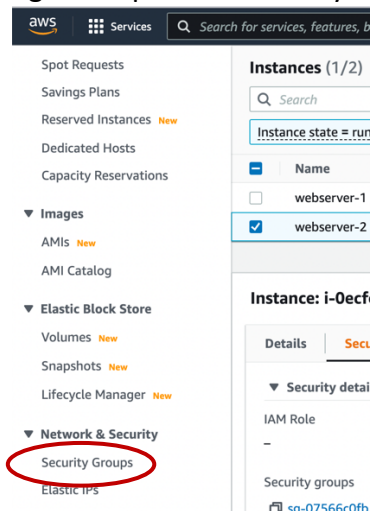 aws
Services
Search for services, features, b
Spot Requests
Savings Plans
Reserved Instances New
Dedicated Hosts
Capacity Reservations
Images
AMIs New
AMI Catalog
Elastic Block Store
Volumes New
Snapshots New
Lifecycle Manager New
Network & Security
Security Groups
Elastic IPs
Instances (1/2)
Search
Instance state = run
Name
webserver-1
webserver-2
Instance: i-0ecf
Details
Secu
Security detai
IAM Role
–
Security groups
sg-07566c0fb